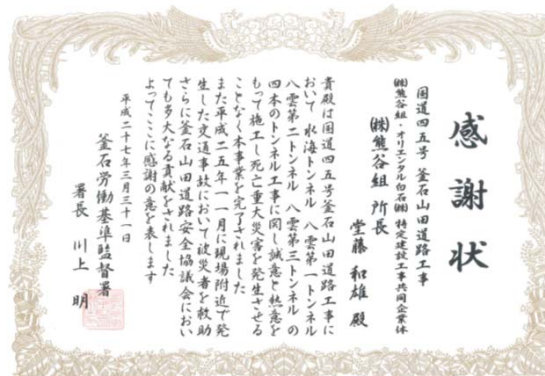 感謝状
国道四五号 釜石山田道路工事
㈱熊谷組・オリエンタル白石㈱ 特定建設工事共同企業体
㈱熊谷組 所長
堂藤 和雄 殿
貴殿は国道四五号釜石山田道路工事に
おいて 水海トンネル 八雲第一トンネル
八雲第二トンネル 八雲第三トンネル の
四本のトンネル工事に関し誠意と熱意を
もって施工し死亡重大災害を発生させる
ことなく本事業を完了されました
また平成二五年一一月に現場附近で発
生した交通事故において被災者を救助
さらに釜石山田道路安全協議会におい
ても多大なる貢献をされました
よってここに感謝の意を表します
平成二十七年三月三十一日
釜石労働基準監督署
署長 川上 明